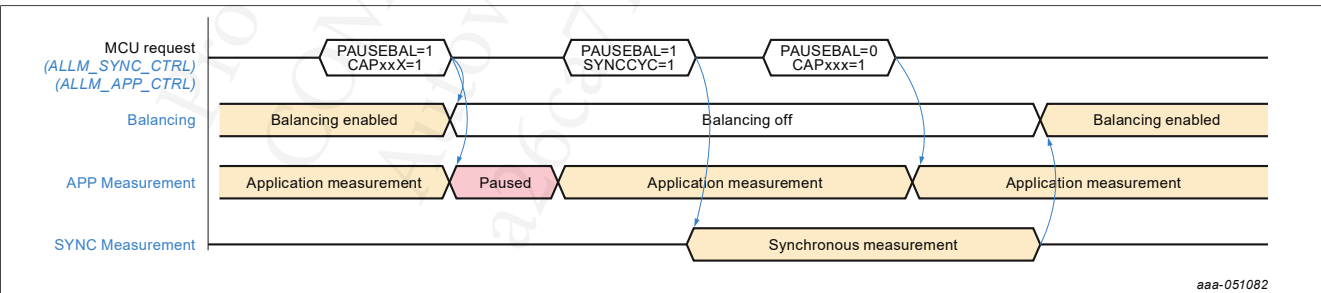 MCU request
(ALLM_SYNC_CTRL)
(ALLM_APP_CTRL)
PAUSEBAL=1
CAPxxX=1
PAUSEBAL=1
SYNCCYC=1
PAUSEBAL=0
CAPxxx=1
Balancing
Balancing enabled
Balancing off
Balancing enabled
APP Measurement
Application measurement
Paused
Application measurement
Application measurement
SYNC Measurement
Synchronous measurement
aaa-051082